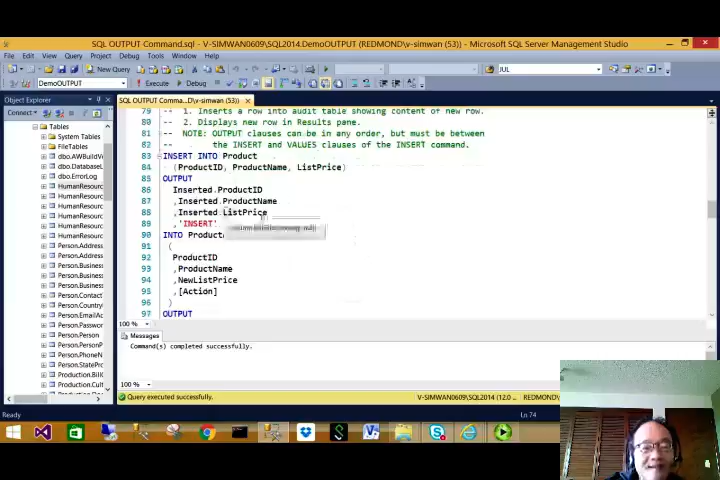 SQL OUTPUT Command.sql - V-SIMWAN0609\SQL2014.DemoOUTPUT (REDMOND\v-simwan (53)) - Microsoft SQL Server Management Studio
File Edit View Query Project Debug Tools Window Help
New Query
JUL
DemoOUTPUT
Execute
Debug
Object Explorer
SQL OUTPUT Comma...D\v-simwan (53))
Connect
Tables
System Tables
FileTables
dbo.AWBuildV
dbo.DatabaseL
dbo.ErrorLog
HumanResourc
HumanResourc
HumanResourc
HumanResourc
HumanResourc
Person.Address
Person.Address
Person.Busines
Person.Busines
Person.Contact
Person.Country
Person.EmailAc
Person.Passwor
Person.Person
Person.PersonP
Person.PhoneN
Person.StatePro
Production.BillO
Production.Cult
79 -- 1. Inserts a row into audit table showing content of new row.
80 -- 2. Displays new row in Results pane.
81 -- NOTE: OUTPUT clauses can be in any order, but must be between
82 -- the INSERT and VALUES clauses of the INSERT command.
83 INSERT INTO Product
84 (ProductID, ProductName, ListPrice)
85 OUTPUT
86 Inserted.ProductID
87 ,Inserted.ProductName
88 ,Inserted.ListPrice
89 ,'INSERT'
90 INTO Product
91 (
92 ProductID
93 ,ProductName
94 ,NewListPrice
95 ,[Action]
96 )
97 OUTPUT
100 %
Messages
Command(s) completed successfully.
100 %
Query executed successfully.
V-SIMWAN0609\SQL2014 (12.0 ...
REDMOND\
Ready
Ln 74